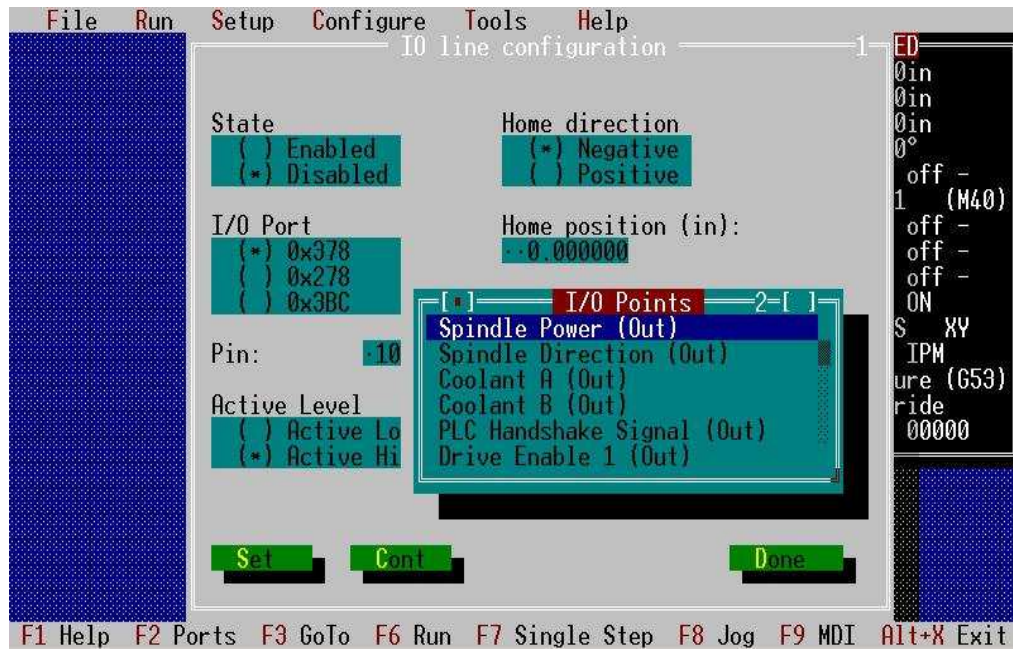 File Run Setup Configure Tools Help
IO line configuration 1 ED
0in
0in
State Home direction 0in
( ) Enabled (*) Negative 0°
(*) Disabled ( ) Positive off -
1 (M40)
I/O Port Home position (in): off -
(*) 0x378 ··0.000000 off -
( ) 0x278 off -
( ) 0x3BC [▪] I/O Points 2=[ ] ON
Spindle Power (Out) S XY
Pin: ·10 Spindle Direction (Out) IPM
Coolant A (Out) ure (G53)
Active Level Coolant B (Out) ride
( ) Active Lo PLC Handshake Signal (Out) 00000
(*) Active Hi Drive Enable 1 (Out)
Set Cont Done
F1 Help F2 Ports F3 GoTo F6 Run F7 Single Step F8 Jog F9 MDI Alt+X Exit